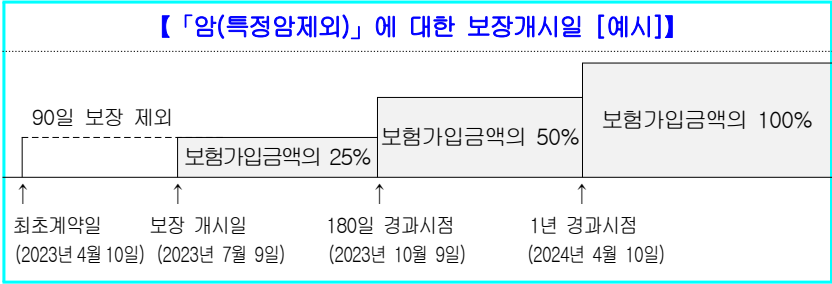 【「암(특정암제외)」에 대한 보장개시일 [예시]】
보험가입금액의 100%
90일 보장 제외
보험가입금액의 50%
보험가입금액의 25%
↑ ↑ ↑ ↑
최초계약일 보장 개시일 180일 경과시점 1년 경과시점
(2023년 4월 10일) (2023년 7월 9일) (2023년 10월 9일) (2024년 4월 10일)